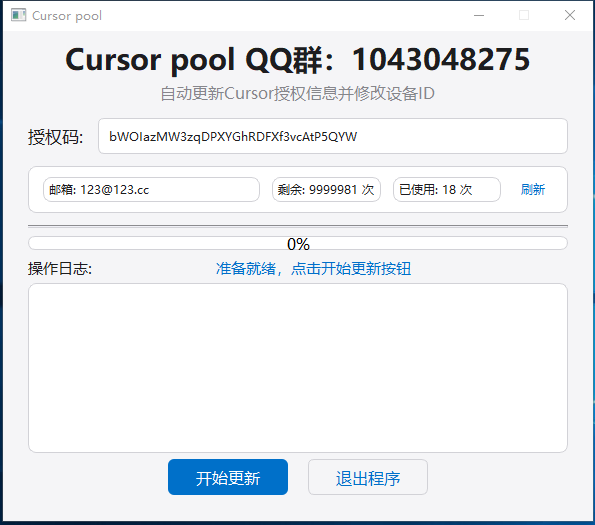 Cursor pool
Cursor pool QQ群：1043048275
自动更新Cursor授权信息并修改设备ID
授权码: bWOIazMW3zqDPXYGhRDFXf3vcAtP5QYW
邮箱: 123@123.cc 剩余: 9999981 次 已使用: 18 次 刷新
0%
操作日志: 准备就绪，点击开始更新按钮
开始更新 退出程序